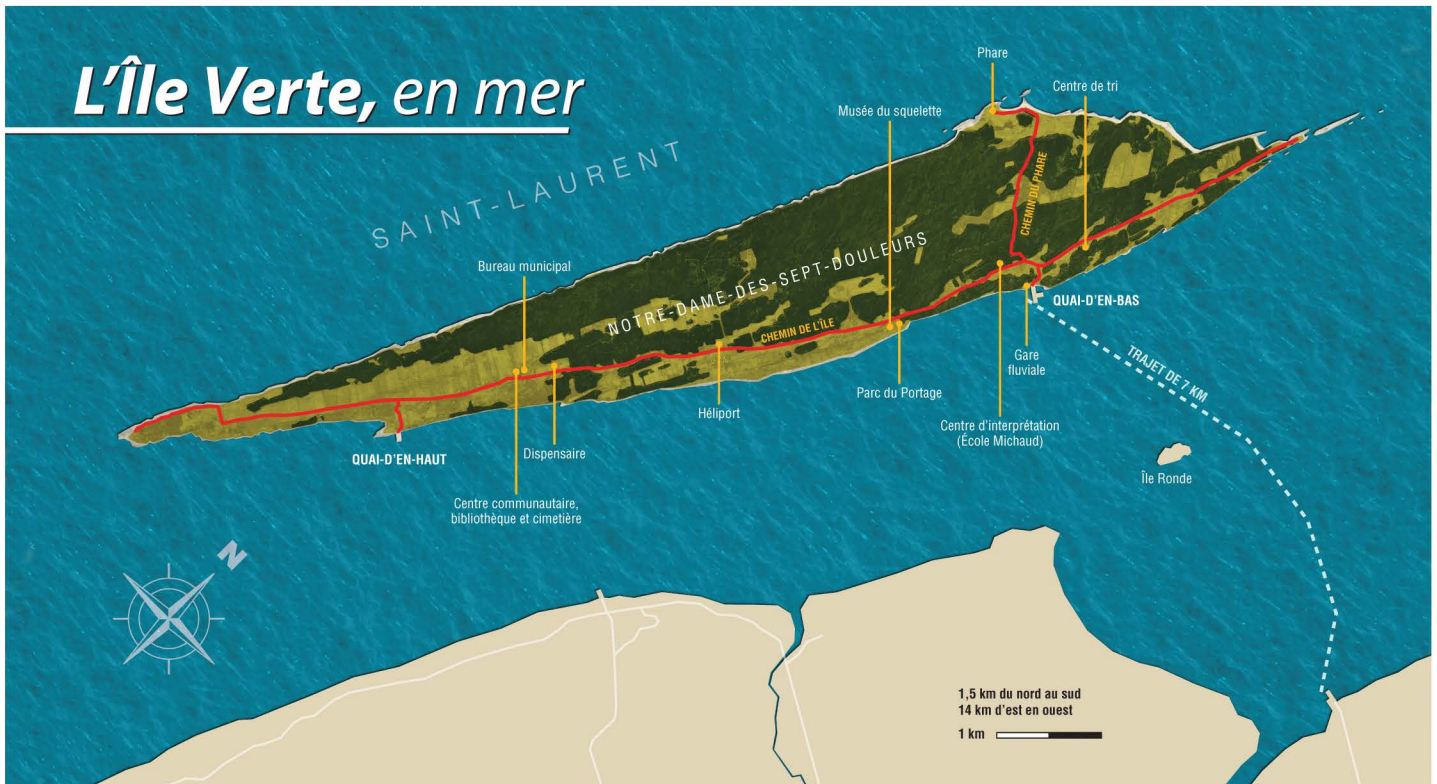 L'Île Verte, en mer
Phare
Centre de tri
Musée du squelette
SAINT-LAURENT
CHEMIN DU PHARE
Bureau municipal
NOTRE-DAME-DES-SEPT-DOULEURS
QUAI-D'EN-BAS
CHEMIN DE L'ÎLE
TRAJET DE 7 KM
Gare
fluviale
Parc du Portage
Héliport
Centre d'interprétation
(École Michaud)
QUAI-D'EN-HAUT
Dispensaire
Île Ronde
Centre communautaire,
bibliothèque et cimetière
N
1,5 km du nord au sud
14 km d'est en ouest
1 km